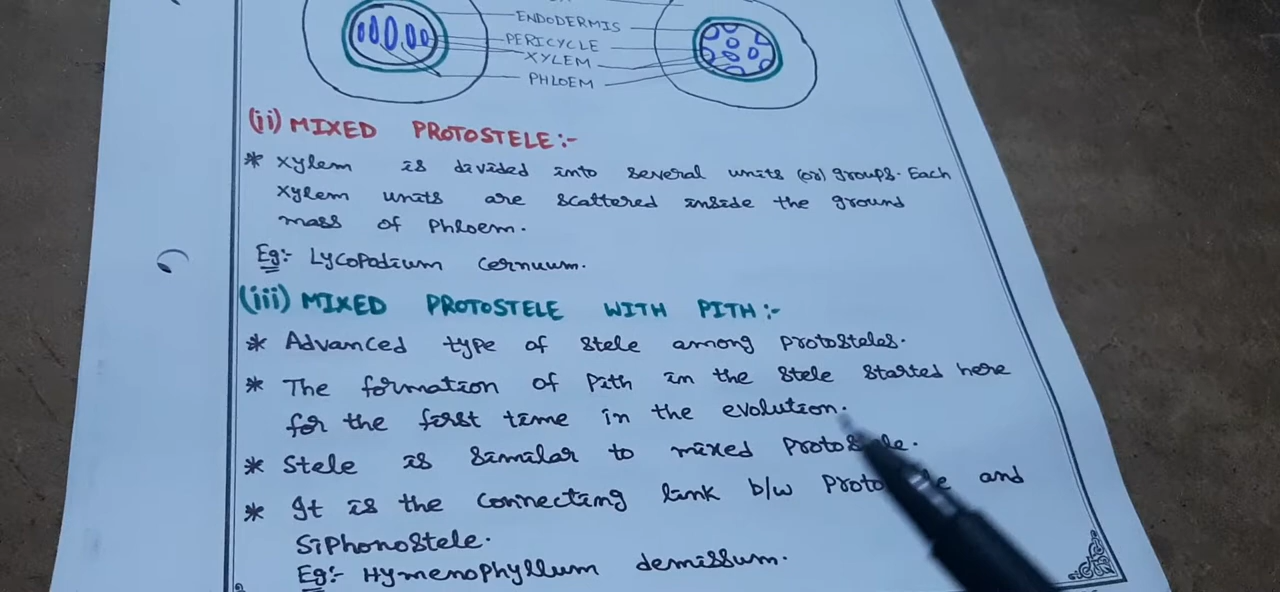 ENDODERMIS
PERICYCLE
XYLEM
PHLOEM
(ii) MIXED PROTOSTELE:-
* Xylem is divided into several units (or) groups. Each
xylem units are scattered inside the ground
mass of Phloem.
Eg:- Lycopodium cernuum.
(iii) MIXED PROTOSTELE WITH PITH:-
* Advanced type of stele among protosteles.
* The formation of Pith in the stele started here
for the first time in the evolution.
* Stele is similar to mixed protostele.
* It is the connecting link b/w Protostele and
Siphonostele.
Eg:- Hymenophyllum demissum.